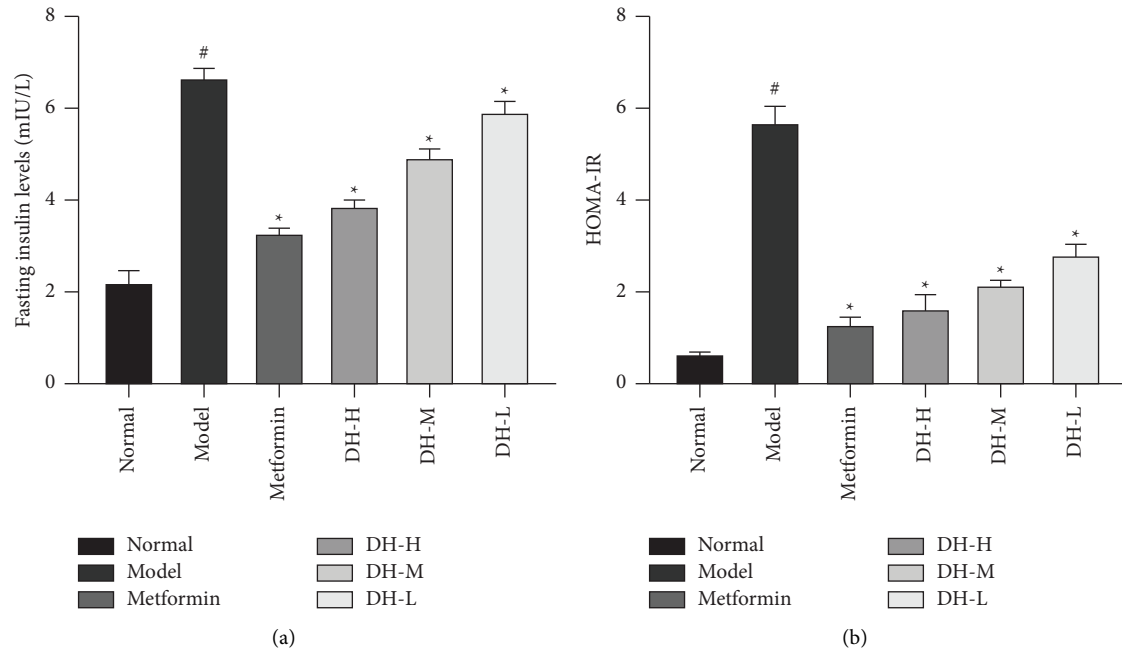 Fasting insulin levels (mIU/L)
8
6
4
2
0
#
*
*
*
*
Normal
Model
Metformin
DH-H
DH-M
DH-L
Normal
Model
Metformin
DH-H
DH-M
DH-L
(a)
HOMA-IR
8
6
4
2
0
#
*
*
*
*
Normal
Model
Metformin
DH-H
DH-M
DH-L
Normal
Model
Metformin
DH-H
DH-M
DH-L
(b)